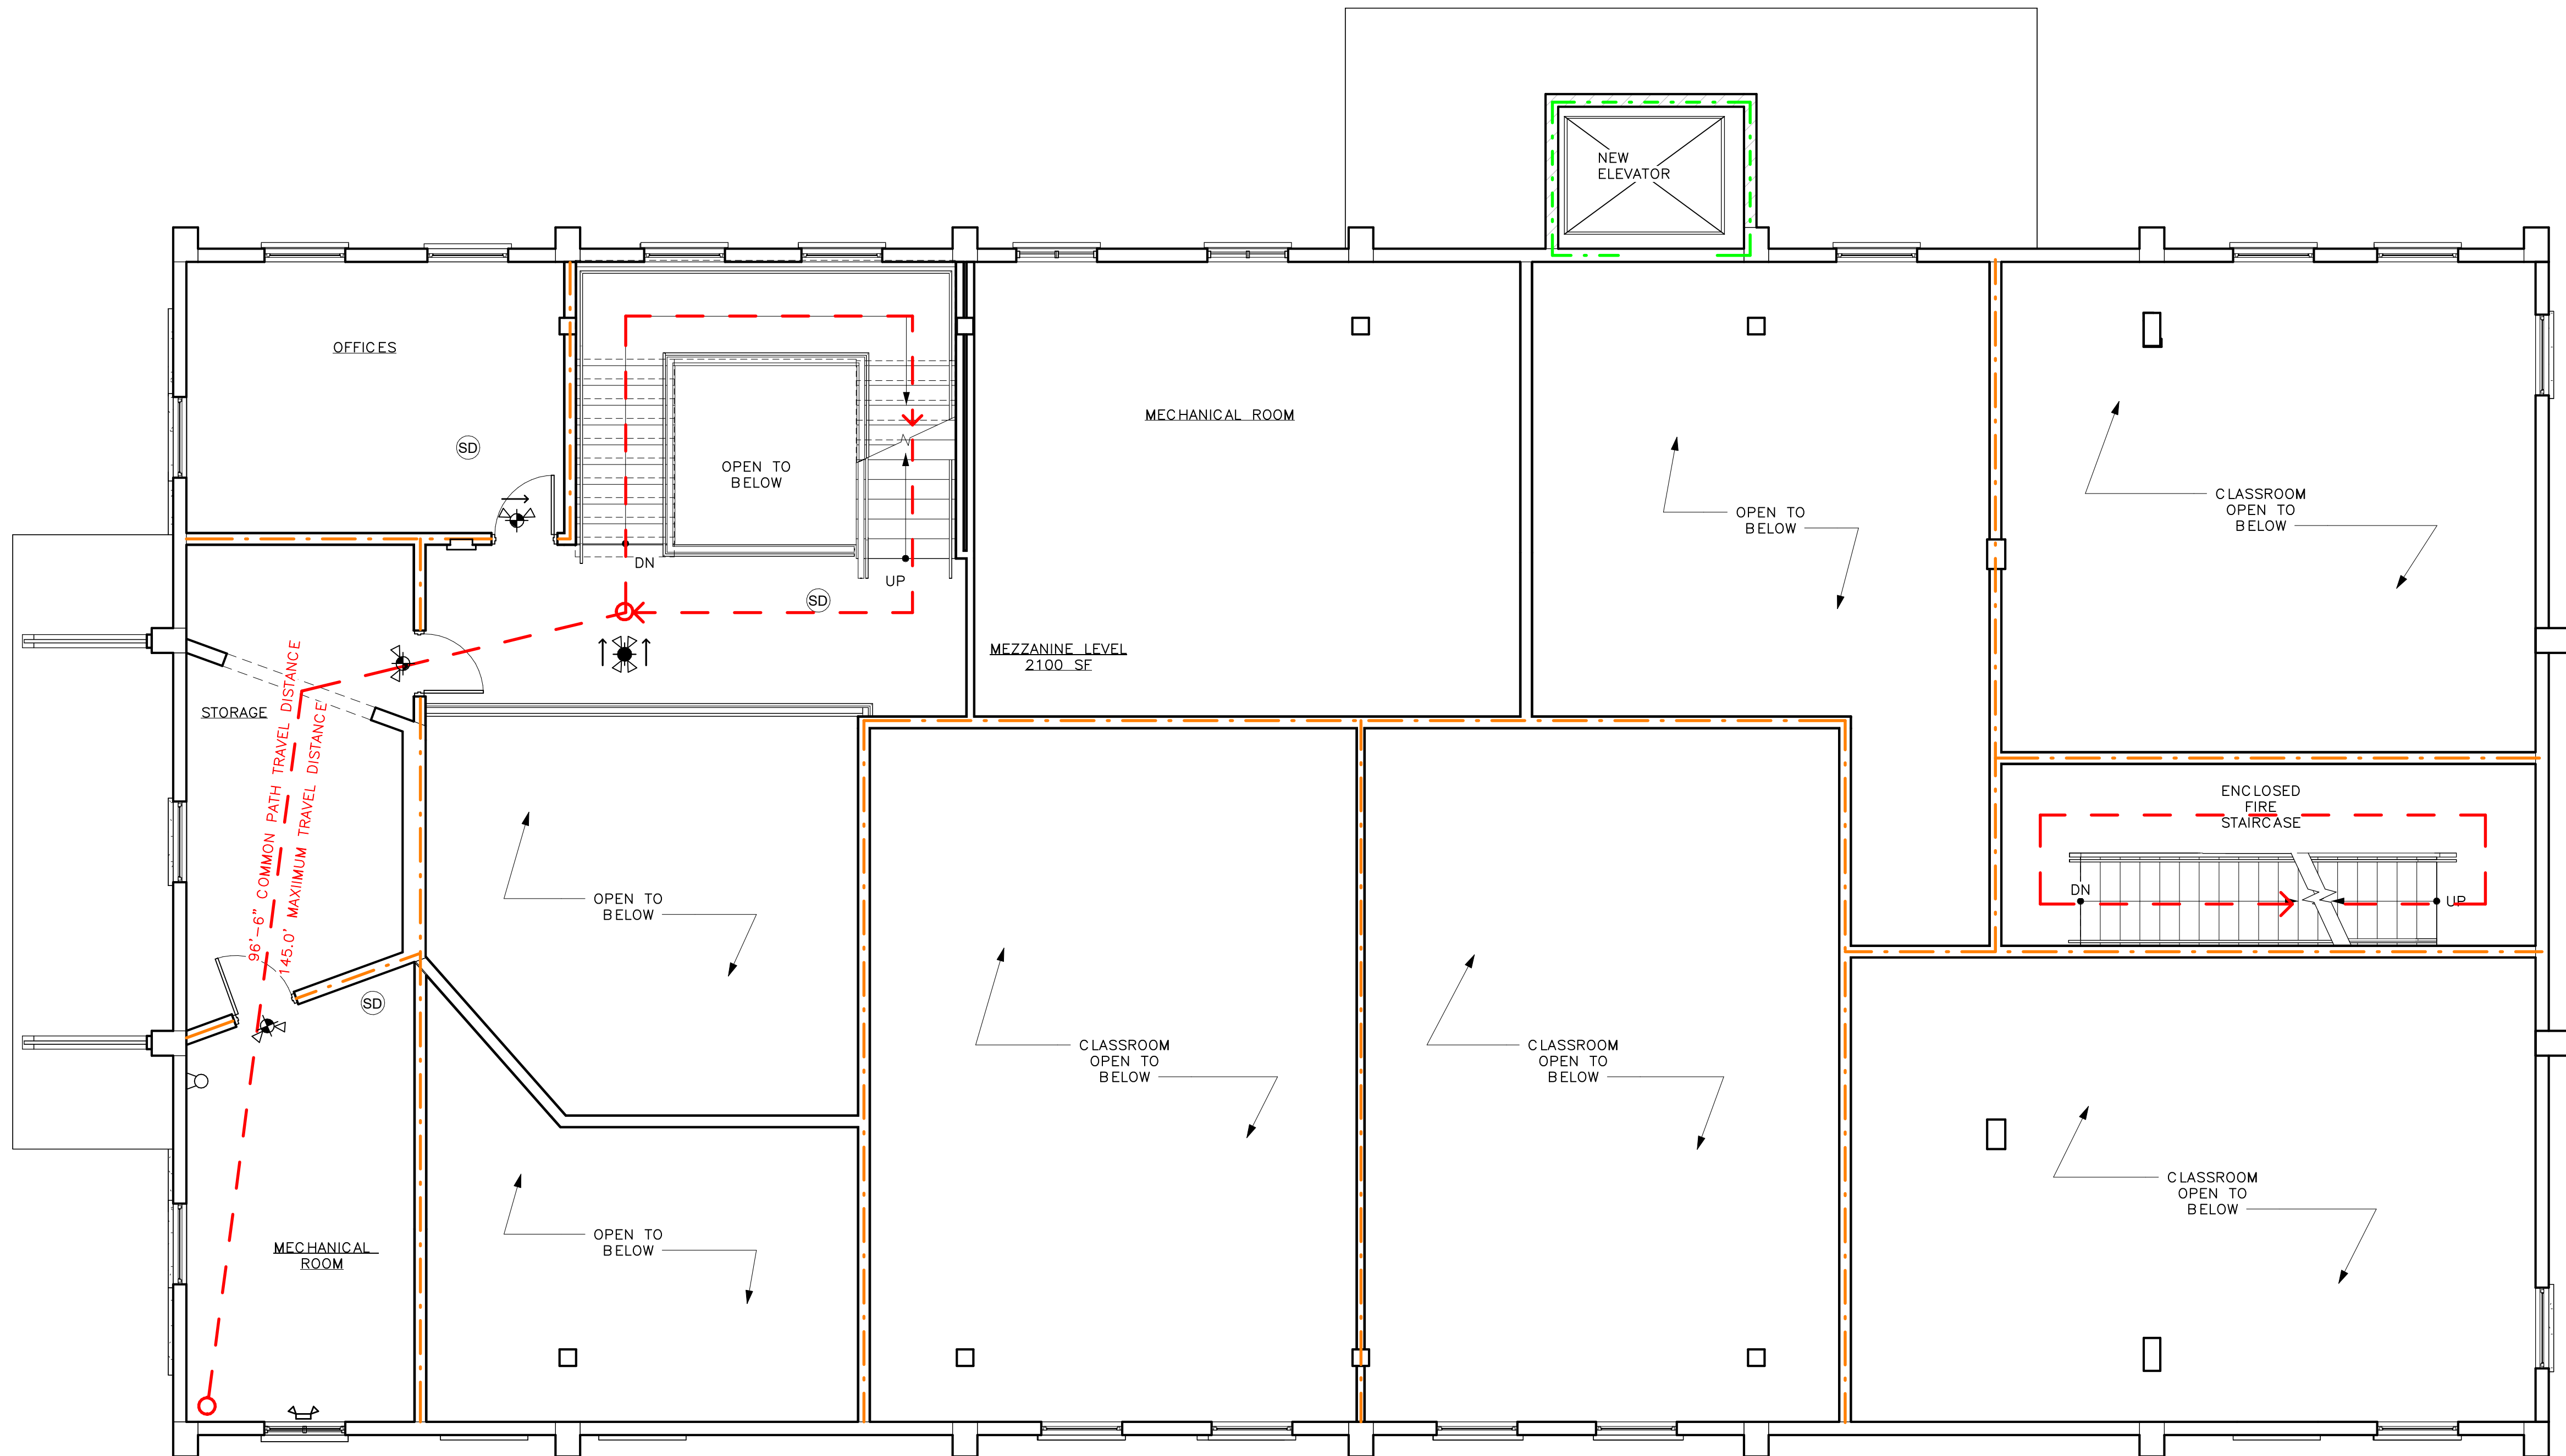 NEW
ELEVATOR
OFFICES
SD
OPEN TO
BELOW
MECHANICAL ROOM
OPEN TO
BELOW
CLASSROOM
OPEN TO
BELOW
DN
UP
SD
MEZZANINE LEVEL
2100 SF
STORAGE
96'-6" COMMON PATH TRAVEL DISTANCE
145.0' MAXIIMUM TRAVEL DISTANCE
ENCLOSED
FIRE
STAIRCASE
DN
UP
OPEN TO
BELOW
SD
CLASSROOM
OPEN TO
BELOW
CLASSROOM
OPEN TO
BELOW
CLASSROOM
OPEN TO
BELOW
OPEN TO
BELOW
MECHANICAL
ROOM